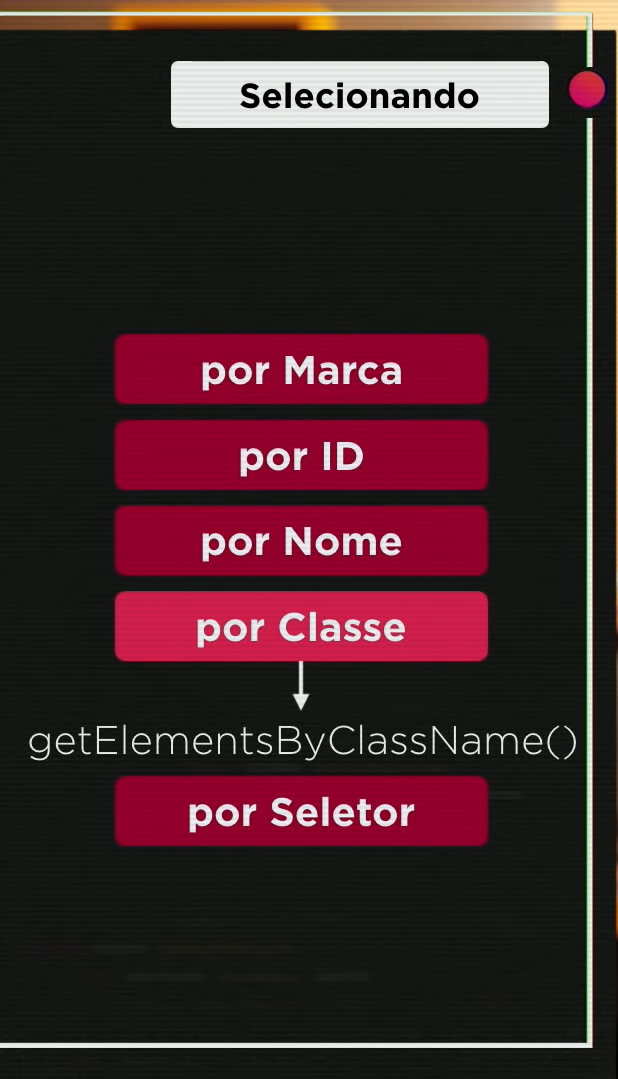 Selecionando
por Marca
por ID
por Nome
por Classe
getElementsByClassName()
por Seletor